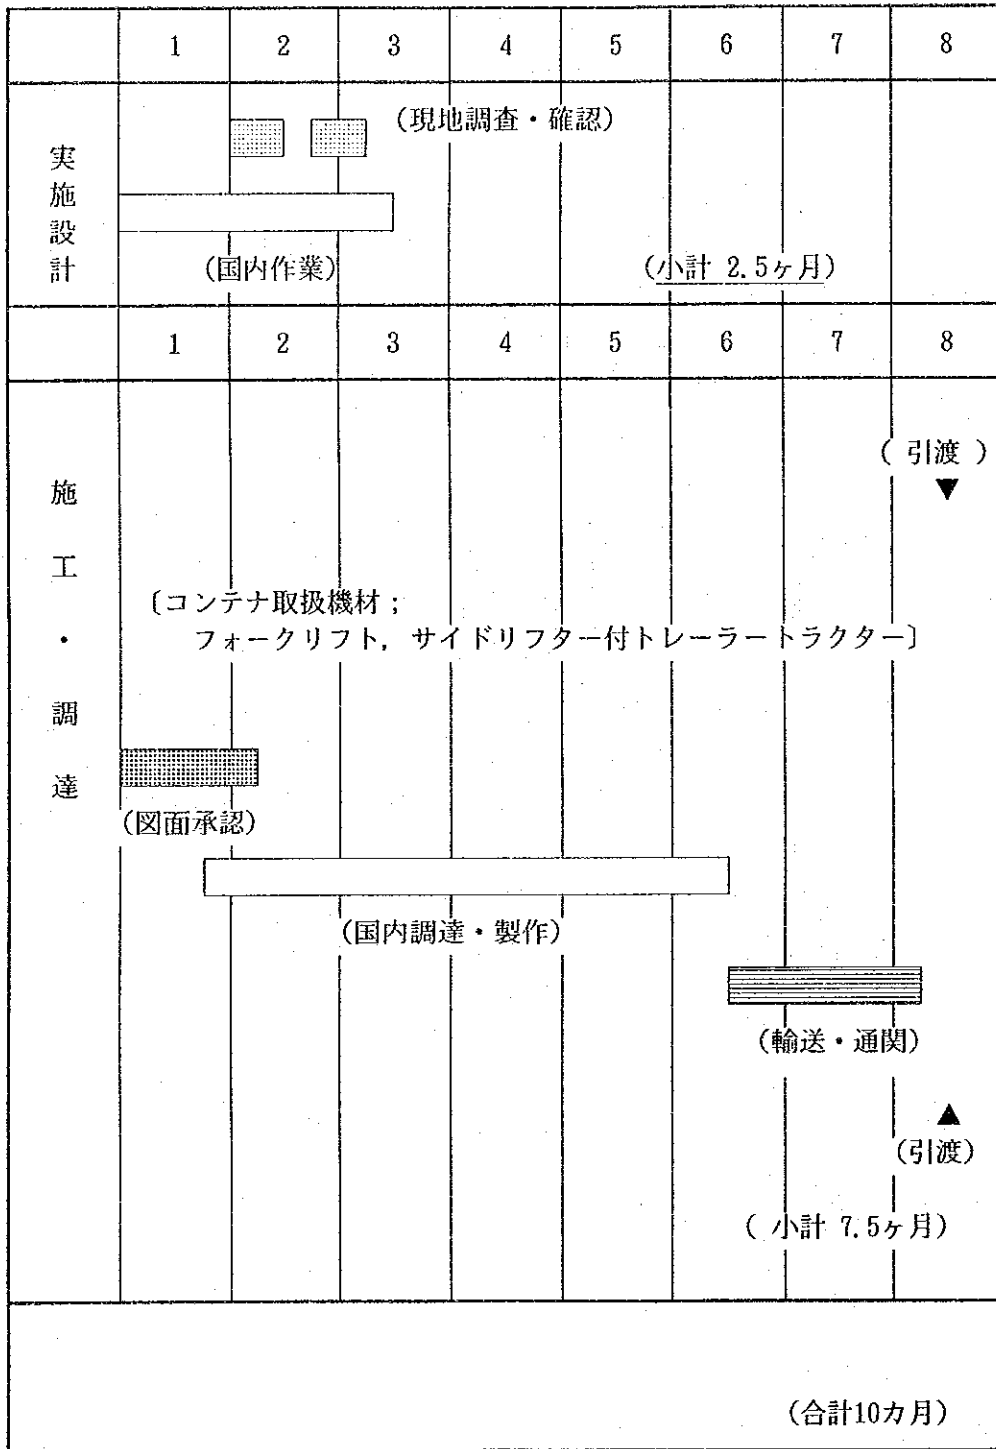 1 2 3 4 5 6 7 8
実施設計
(現地調査・確認)
(国内作業)
(小計 2.5ヶ月)
1 2 3 4 5 6 7 8
施工・調達
( 引渡 )
▼
〔コンテナ取扱機材;
フォークリフト, サイドリフター付トレーラートラクター〕
(図面承認)
(国内調達・製作)
(輸送・通関)
▲
(引渡)
( 小計 7.5ヶ月)
(合計10カ月)